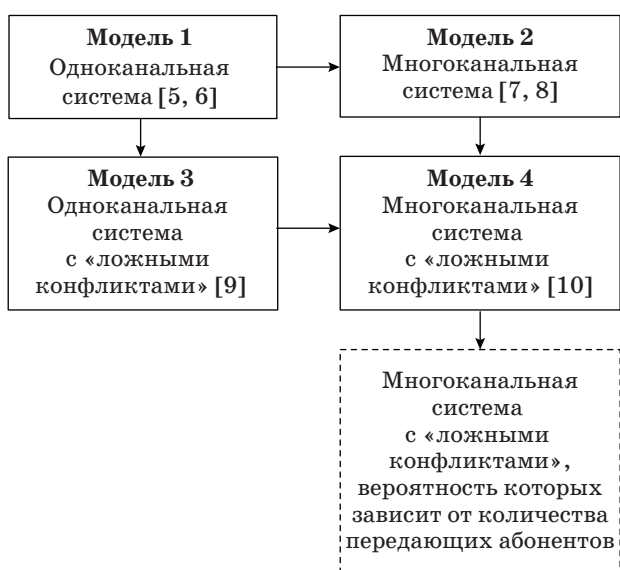 Модель 1
Одноканальная
система [5, 6]
Модель 2
Многоканальная
система [7, 8]
Модель 3
Одноканальная
система
с «ложными
конфликтами» [9]
Модель 4
Многоканальная
система
с «ложными
конфликтами» [10]
Многоканальная
система
с «ложными
конфликтами»,
вероятность которых
зависит от количества
передающих абонентов